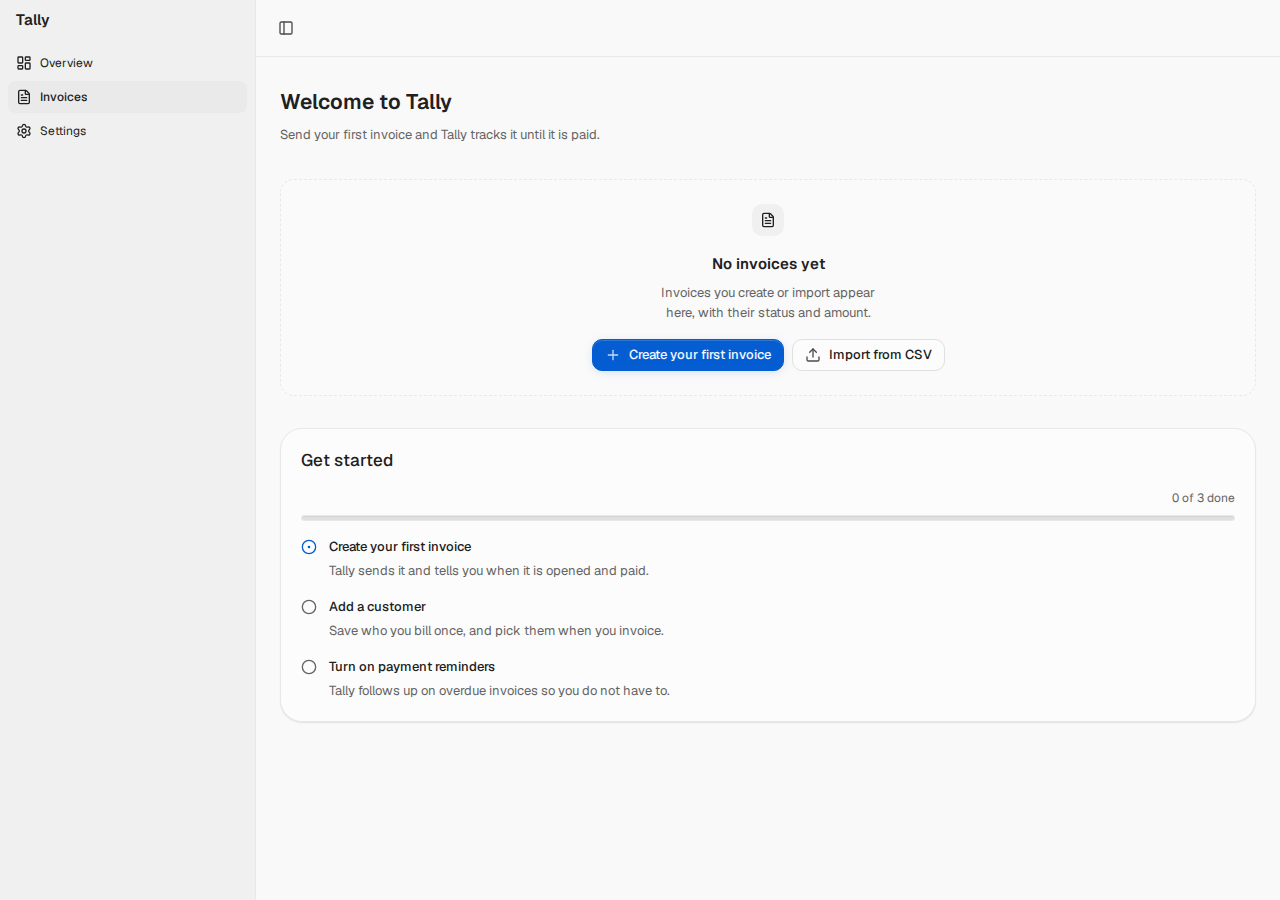 Tally
Overview
Invoices
Settings
Welcome to Tally
Send your first invoice and Tally tracks it until it is paid.
No invoices yet
Invoices you create or import appear
here, with their status and amount.
Create your first invoice
Import from CSV
Get started
0 of 3 done
Create your first invoice
Tally sends it and tells you when it is opened and paid.
Add a customer
Save who you bill once, and pick them when you invoice.
Turn on payment reminders
Tally follows up on overdue invoices so you do not have to.